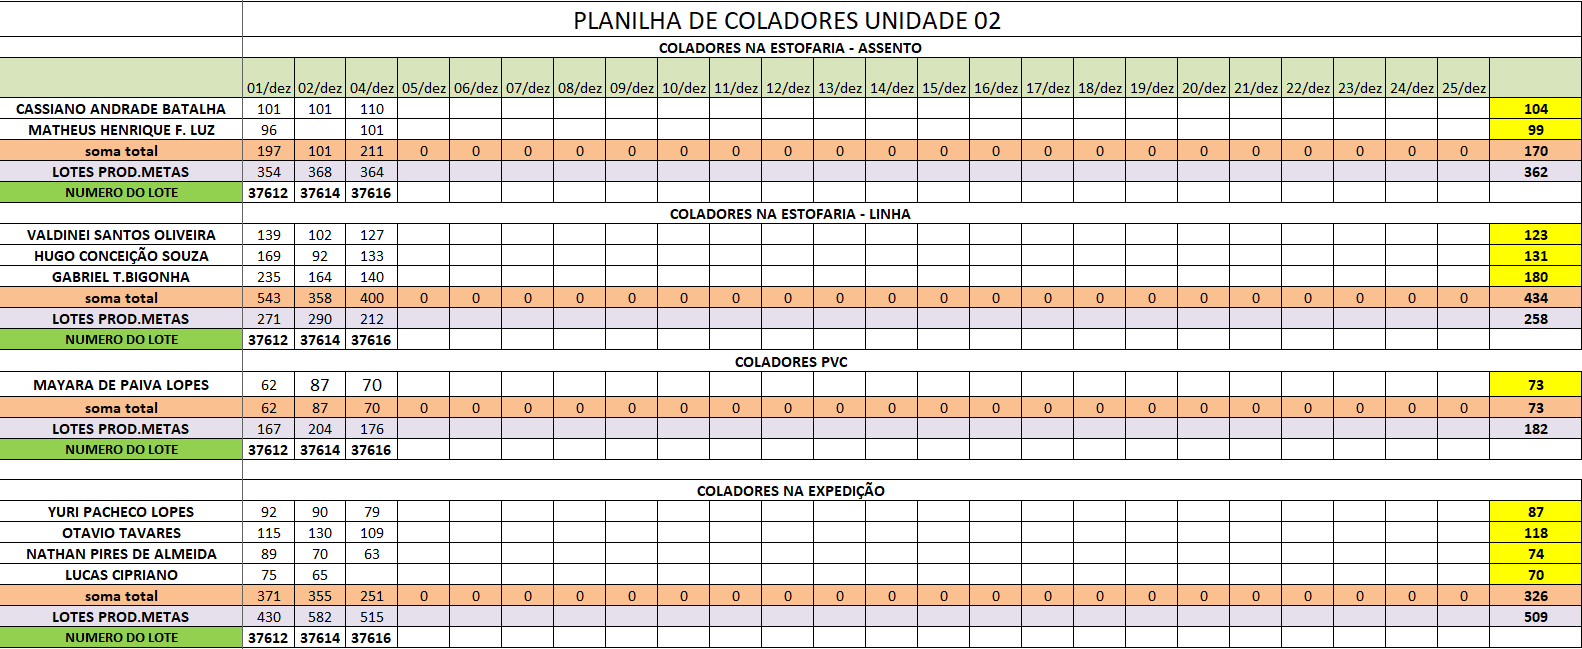 PLANILHA DE COLADORES UNIDADE 02
COLADORES NA ESTOFARIA - ASSENTO
01/dez 02/dez 04/dez 05/dez 06/dez 07/dez 08/dez 09/dez 10/dez 11/dez 12/dez 13/dez 14/dez 15/dez 16/dez 17/dez 18/dez 19/dez 20/dez 21/dez 22/dez 23/dez 24/dez 25/dez
CASSIANO ANDRADE BATALHA 101 101 110 104
MATHEUS HENRIQUE F. LUZ 96 101 99
soma total 197 101 211 0 0 0 0 0 0 0 0 0 0 0 0 0 0 0 0 0 0 0 0 0 170
LOTES PROD.METAS 354 368 364 362
NUMERO DO LOTE 37612 37614 37616
COLADORES NA ESTOFARIA - LINHA
VALDINEI SANTOS OLIVEIRA 139 102 127 123
HUGO CONCEIÇÃO SOUZA 169 92 133 131
GABRIEL T.BIGONHA 235 164 140 180
soma total 543 358 400 0 0 0 0 0 0 0 0 0 0 0 0 0 0 0 0 0 0 0 0 0 434
LOTES PROD.METAS 271 290 212 258
NUMERO DO LOTE 37612 37614 37616
COLADORES PVC
MAYARA DE PAIVA LOPES 62 87 70 73
soma total 62 87 70 0 0 0 0 0 0 0 0 0 0 0 0 0 0 0 0 0 0 0 0 0 73
LOTES PROD.METAS 167 204 176 182
NUMERO DO LOTE 37612 37614 37616
COLADORES NA EXPEDIÇÃO
YURI PACHECO LOPES 92 90 79 87
OTAVIO TAVARES 115 130 109 118
NATHAN PIRES DE ALMEIDA 89 70 63 74
LUCAS CIPRIANO 75 65 70
soma total 371 355 251 0 0 0 0 0 0 0 0 0 0 0 0 0 0 0 0 0 0 0 0 0 326
LOTES PROD.METAS 430 582 515 509
NUMERO DO LOTE 37612 37614 37616